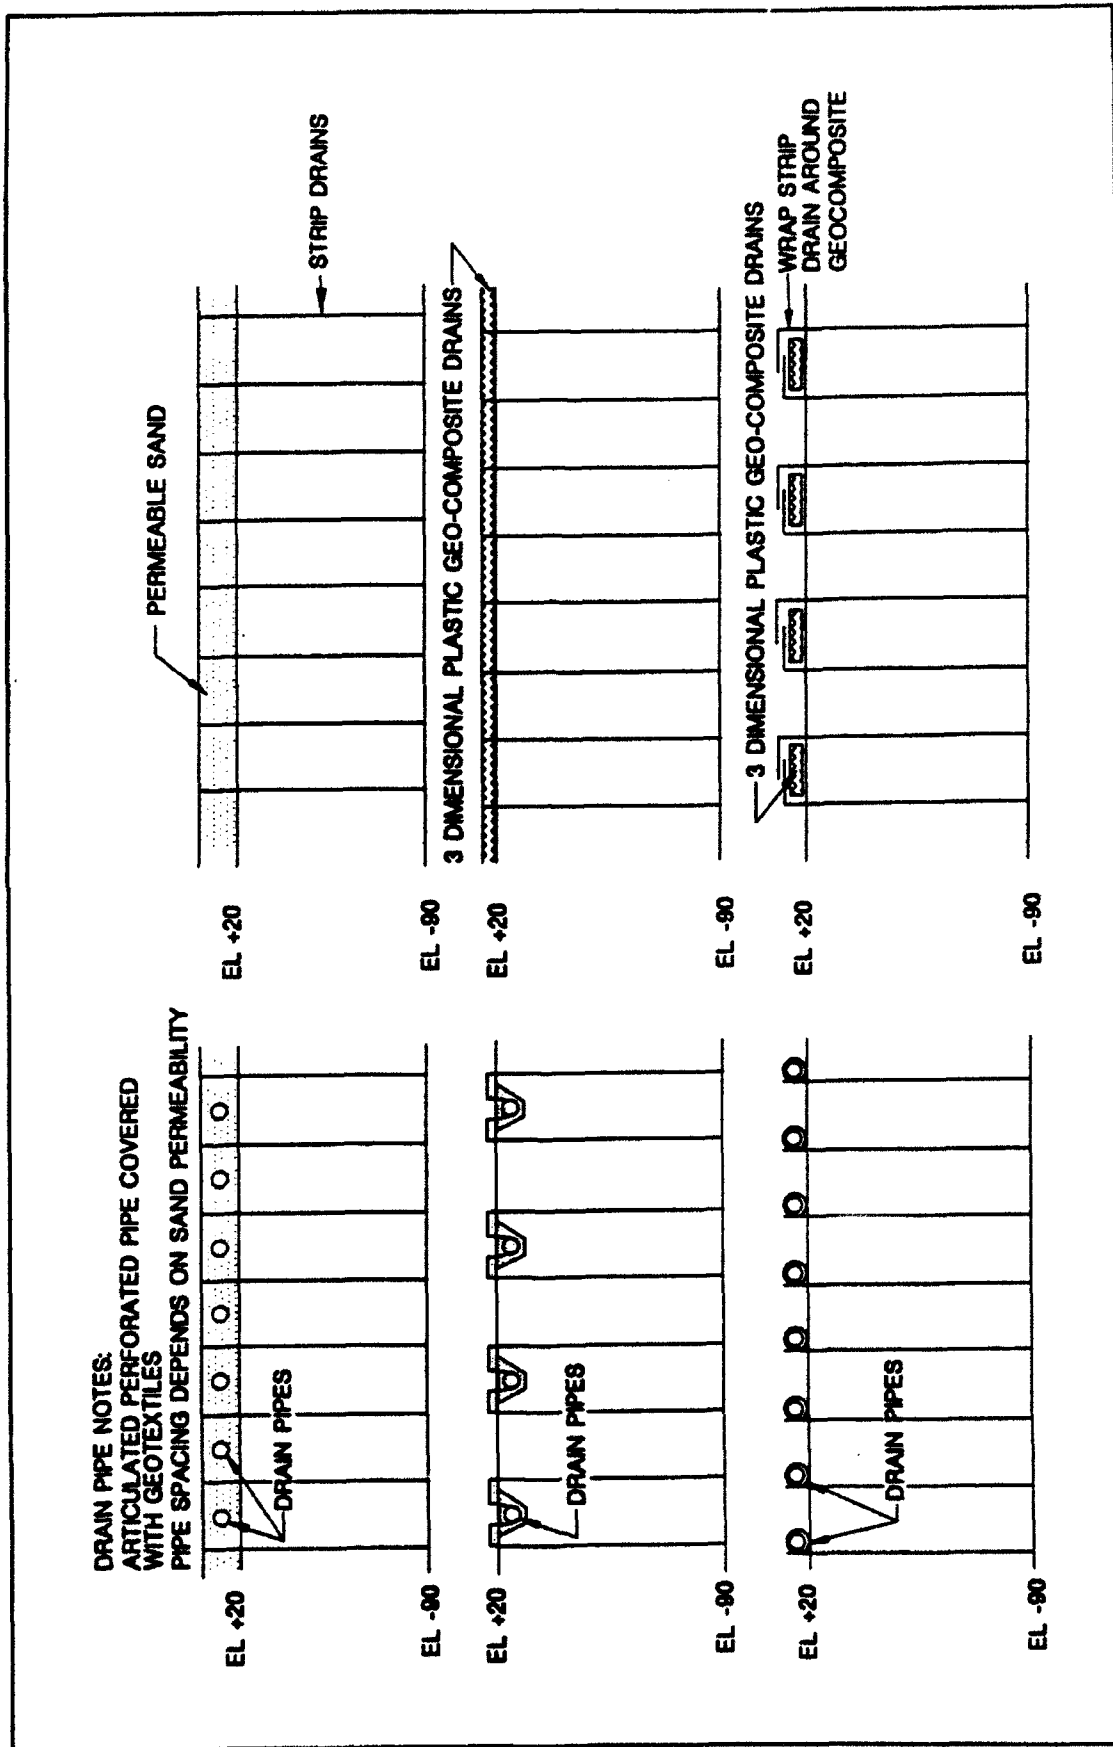 DRAIN PIPE NOTES:
ARTICULATED PERFORATED PIPE COVERED
WITH GEOTEXTILES
PIPE SPACING DEPENDS ON SAND PERMEABILITY
EL +20
DRAIN PIPES
EL -90
EL +20
DRAIN PIPES
EL -90
EL +20
DRAIN PIPES
EL -90
PERMEABLE SAND
EL +20
STRIP DRAINS
EL -90
3 DIMENSIONAL PLASTIC GEO-COMPOSITE DRAINS
EL +20
EL -90
3 DIMENSIONAL PLASTIC GEO-COMPOSITE DRAINS
WRAP STRIP
DRAIN AROUND
GEOCOMPOSITE
EL +20
EL -90